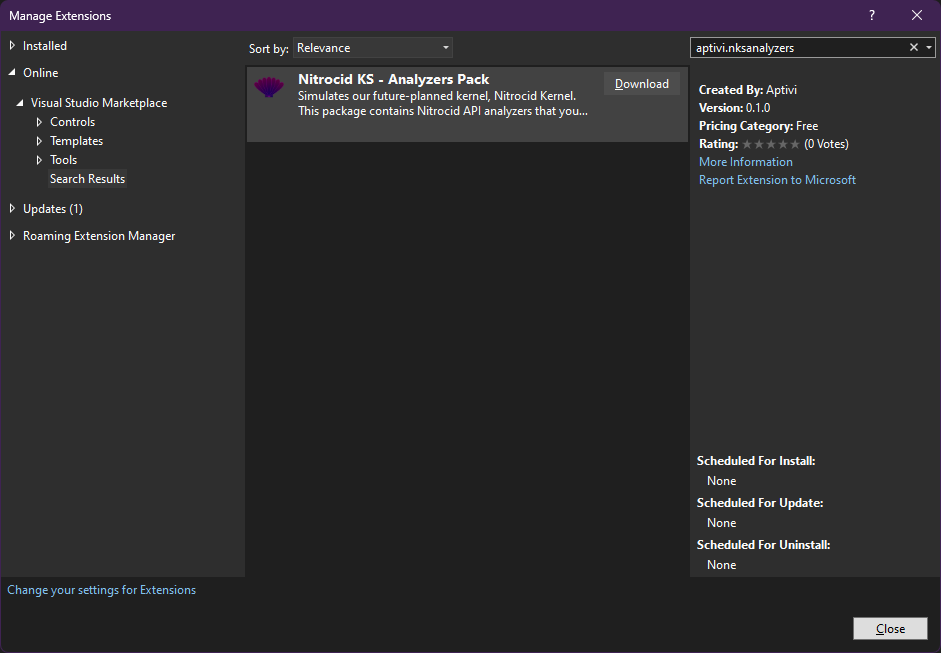 Manage Extensions
?
Installed
Online
Visual Studio Marketplace
Controls
Templates
Tools
Search Results
Updates (1)
Roaming Extension Manager
Change your settings for Extensions
Sort by: Relevance
Nitrocid KS - Analyzers Pack
Download
Simulates our future-planned kernel, Nitrocid Kernel.
This package contains Nitrocid API analyzers that you...
aptivi.nksanalyzers
Created By: Aptivi
Version: 0.1.0
Pricing Category: Free
Rating: ★★★★★ (0 Votes)
More Information
Report Extension to Microsoft
Scheduled For Install:
None
Scheduled For Update:
None
Scheduled For Uninstall:
None
Close